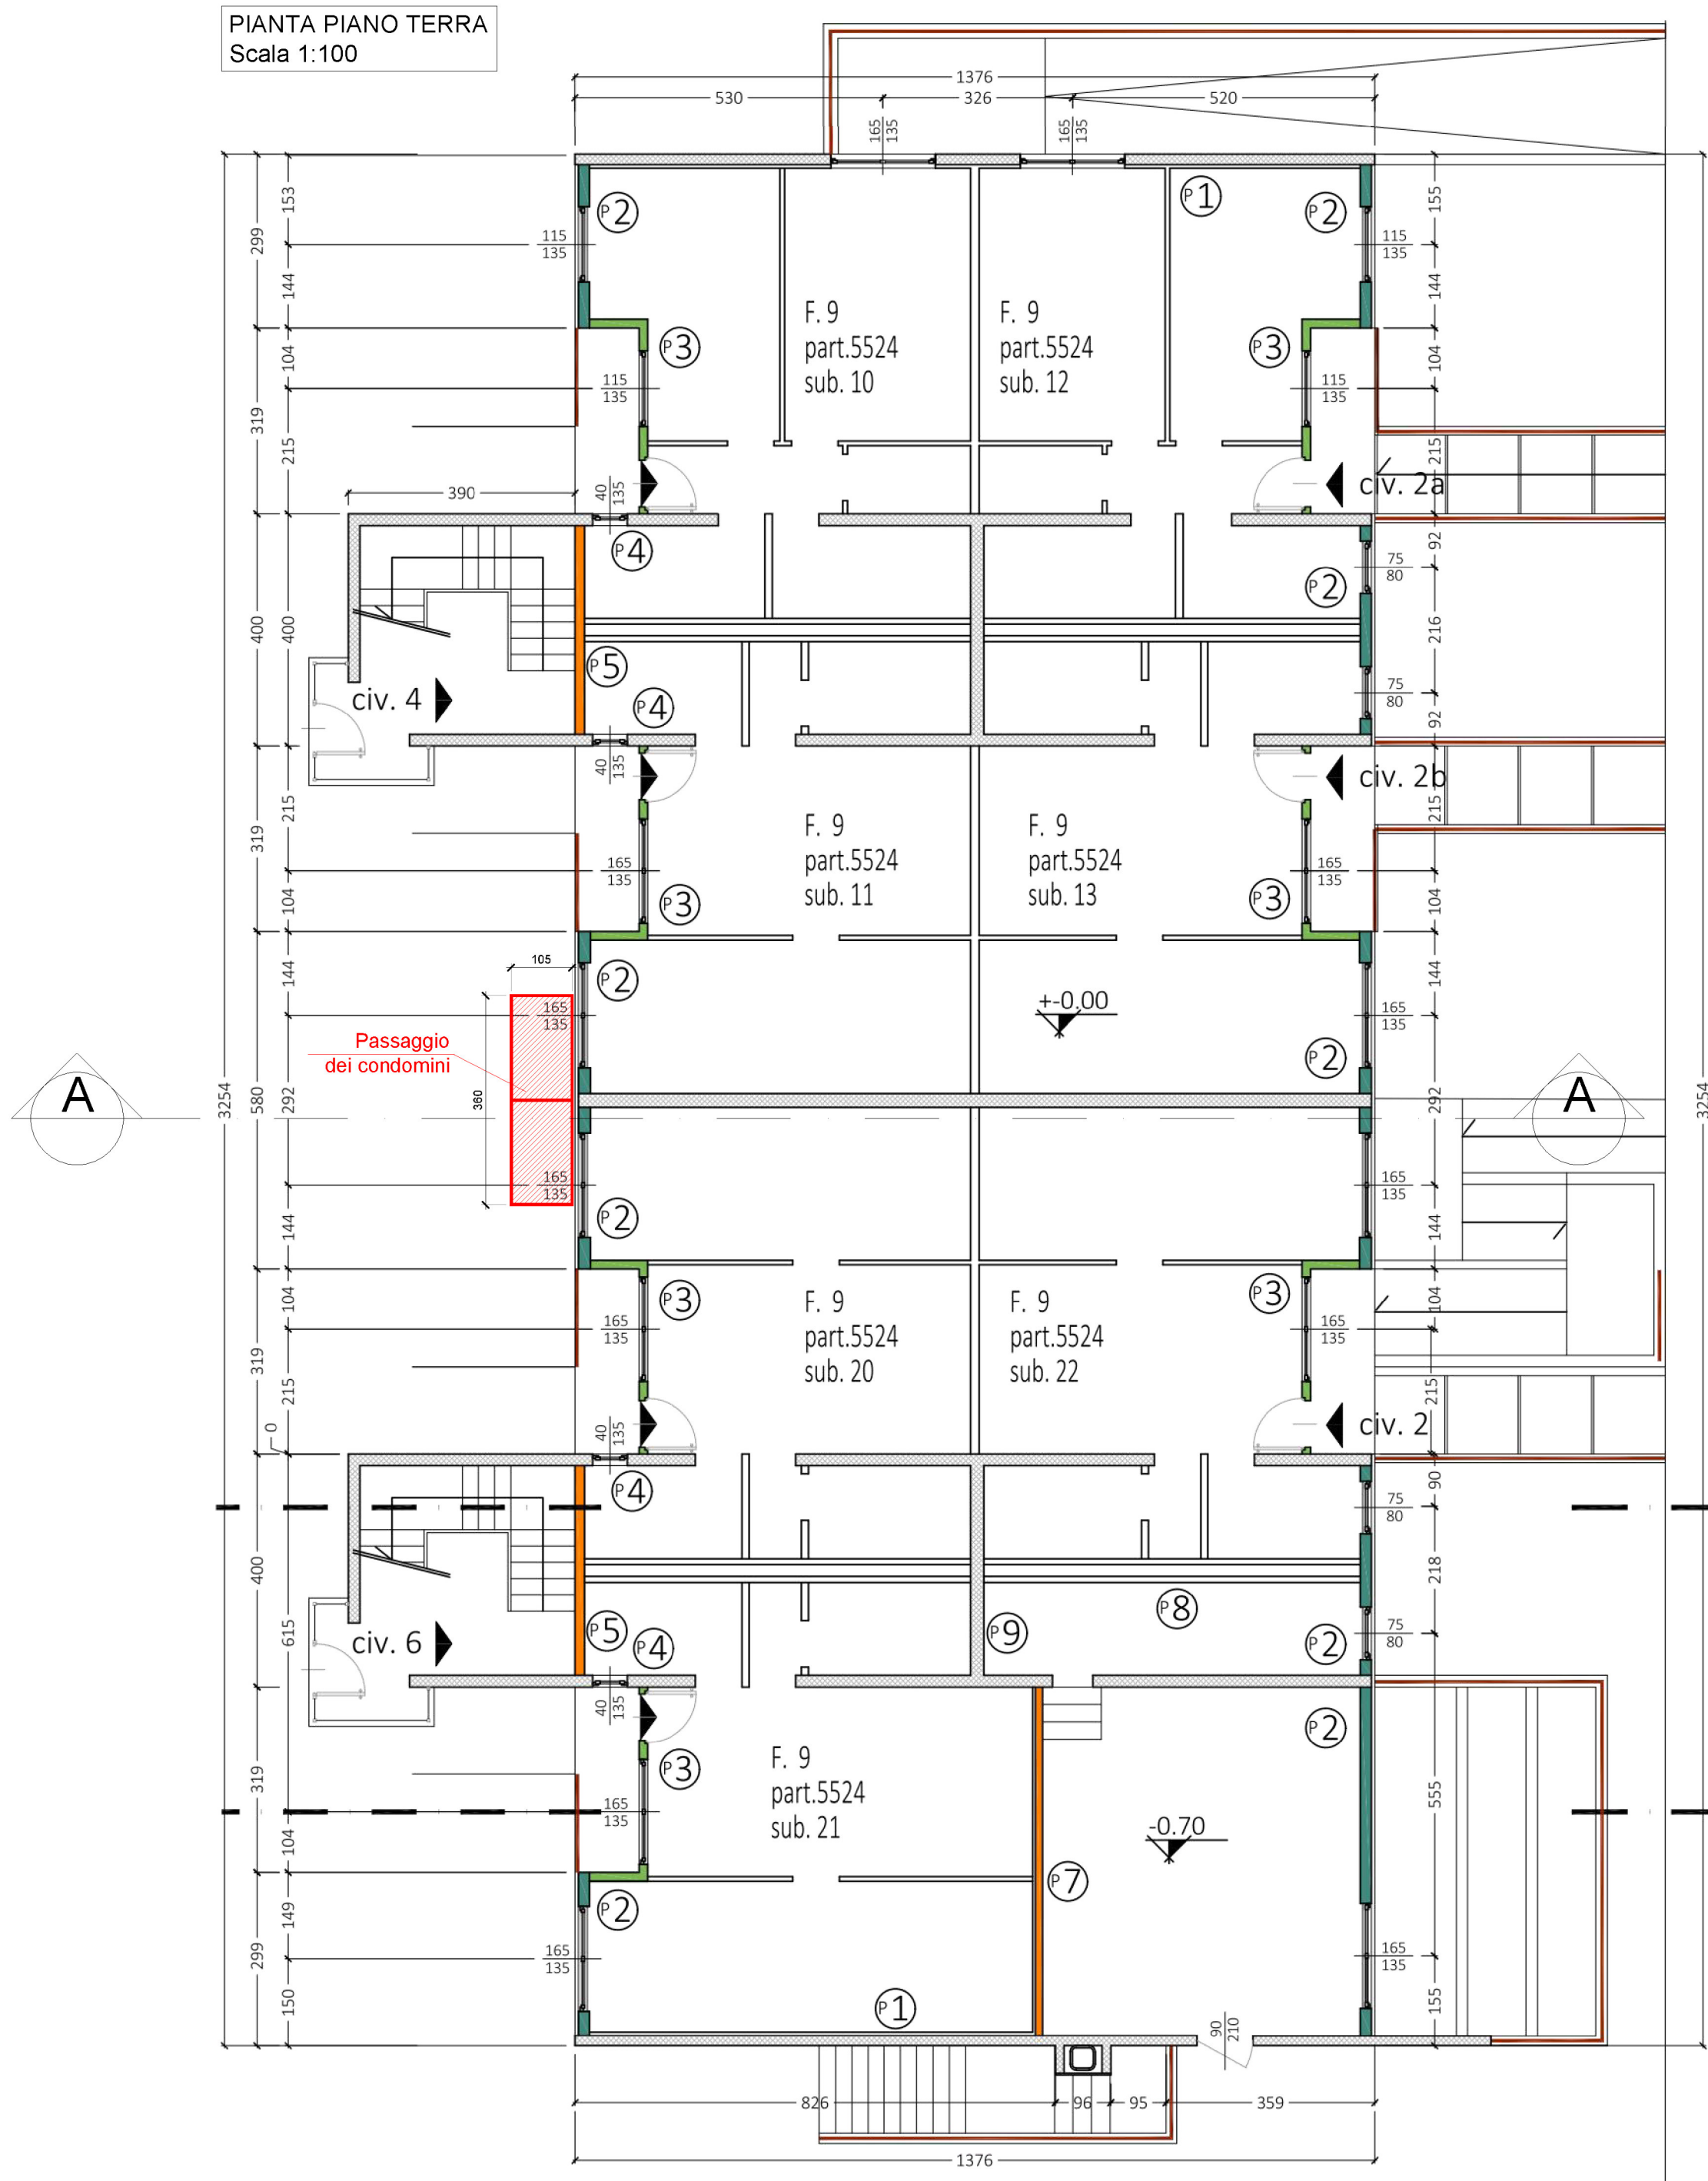 PIANTA PIANO TERRA
Scala 1:100
1376
530
326
520
165
135
165
135
153
299
144
104
319
215
115
135
P2
P1
P2
115
135
155
144
F. 9
part.5524
sub. 10
F. 9
part.5524
sub. 12
P3
P3
115
135
115
135
104
215
390
40
135
civ. 2a
P4
92
75
80
P2
400
400
216
P5
P4
civ. 4
75
80
92
40
135
civ. 2b
215
319
104
215
104
F. 9
part.5524
sub. 11
F. 9
part.5524
sub. 13
165
135
165
135
P3
P3
144
144
105
P2
+-0.00
165
135
165
135
Passaggio
dei condomini
360
P2
A
A
3254
580
292
292
3254
165
135
165
135
P2
144
144
104
319
215
104
215
P3
P3
F. 9
part.5524
sub. 20
F. 9
part.5524
sub. 22
165
135
165
135
0
40
135
civ. 2
P4
90
75
80
400
615
218
P8
P5
P4
P9
P2
civ. 6
75
80
40
135
P2
P3
F. 9
part.5524
sub. 21
319
104
165
135
555
-0.70
P7
P2
149
299
150
165
135
165
135
155
P1
90
210
826
96
95
359
1376